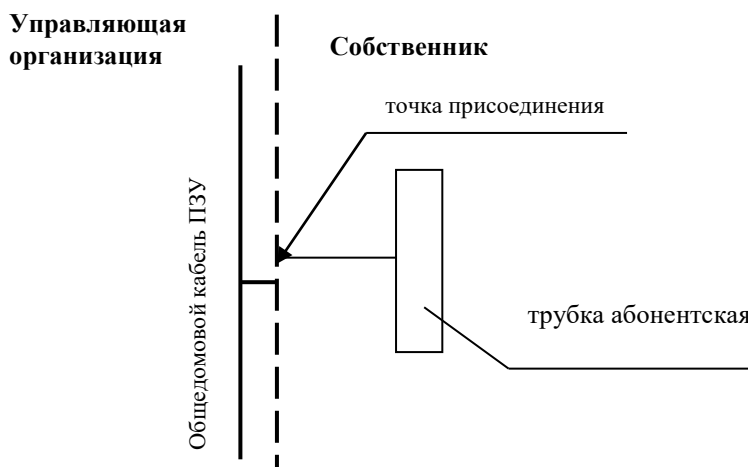 Управляющая
организация
Собственник
точка присоединения
Общедомовой кабель ПЗУ
трубка абонентская